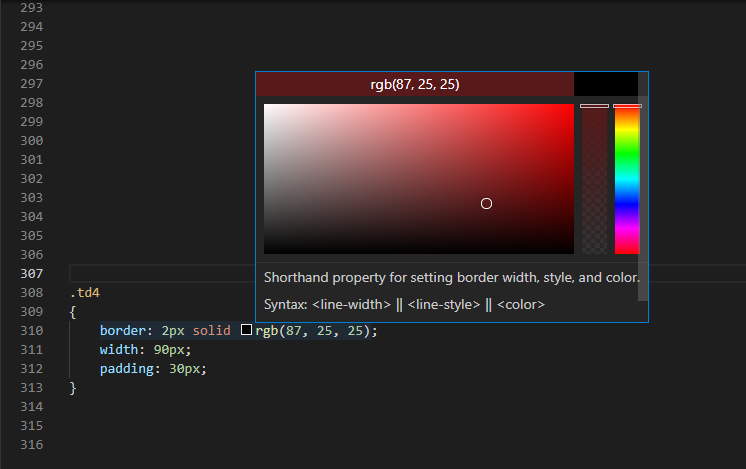 293
294
295
296
297
298
299
300
301
302
303
304
305
306
307
308 .td4
309 {
310 border: 2px solid rgb(87, 25, 25);
311 width: 90px;
312 padding: 30px;
313 }
314
315
316
rgb(87, 25, 25)
Shorthand property for setting border width, style, and color.
Syntax: <line-width> || <line-style> || <color>